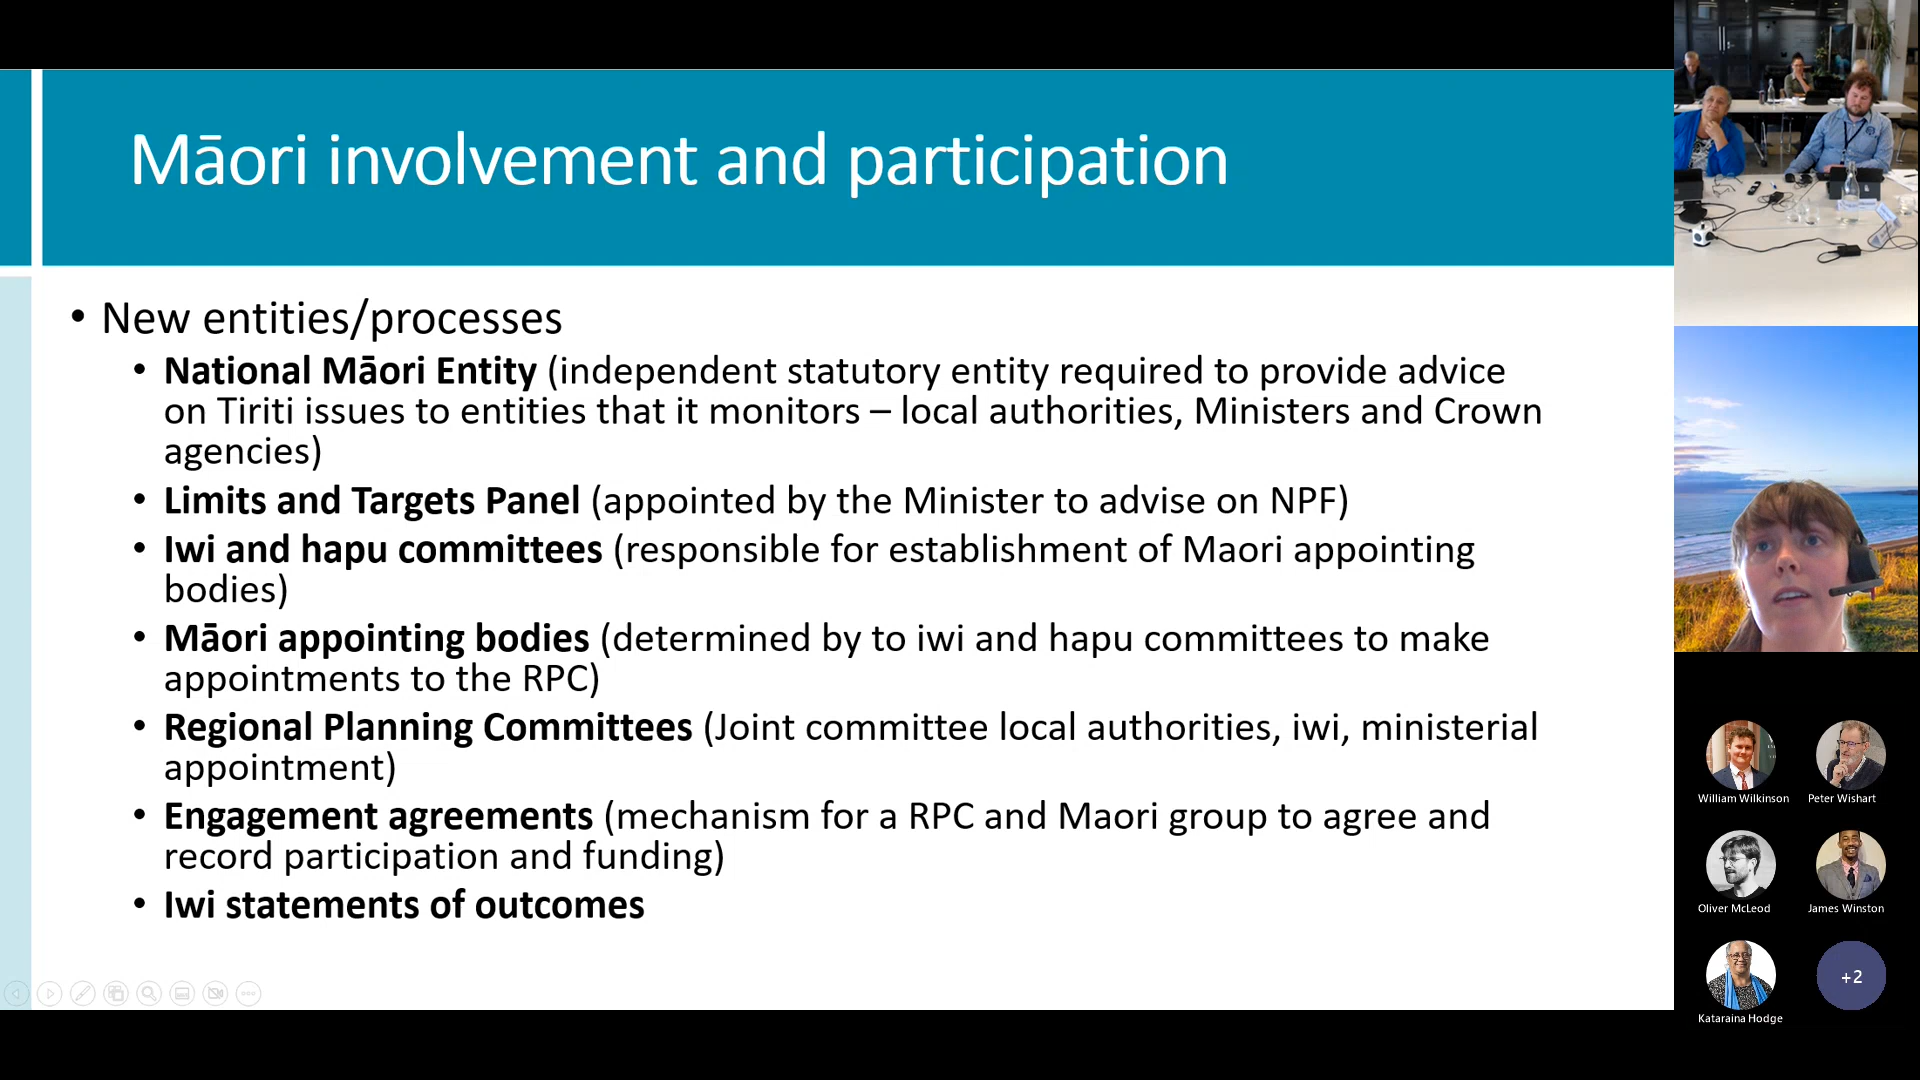 Māori involvement and participation
• New entities/processes
• National Māori Entity (independent statutory entity required to provide advice
on Tiriti issues to entities that it monitors – local authorities, Ministers and Crown
agencies)
• Limits and Targets Panel (appointed by the Minister to advise on NPF)
• Iwi and hapu committees (responsible for establishment of Maori appointing
bodies)
• Māori appointing bodies (determined by to iwi and hapu committees to make
appointments to the RPC)
• Regional Planning Committees (Joint committee local authorities, iwi, ministerial
appointment)
• Engagement agreements (mechanism for a RPC and Maori group to agree and
record participation and funding)
• Iwi statements of outcomes
William Wilkinson
Peter Wishart
Oliver McLeod
James Winston
Kataraina Hodge
+2